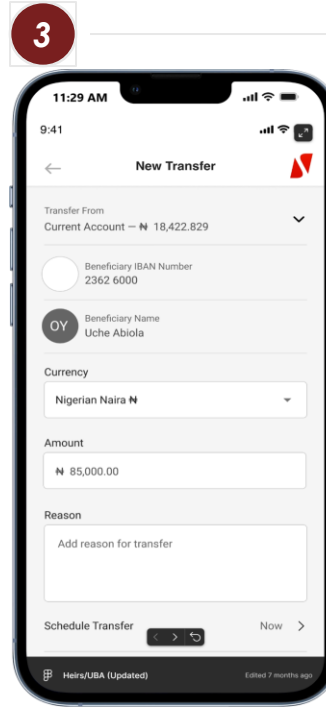 3
11:29 AM
9:41
New Transfer
Transfer From
Current Account – ₦ 18,422.829
Beneficiary IBAN Number
2362 6000
OY
Beneficiary Name
Uche Abiola
Currency
Nigerian Naira ₦
Amount
₦ 85,000.00
Reason
Add reason for transfer
Schedule Transfer
Now
Heirs/UBA (Updated)
Edited 7 months ago